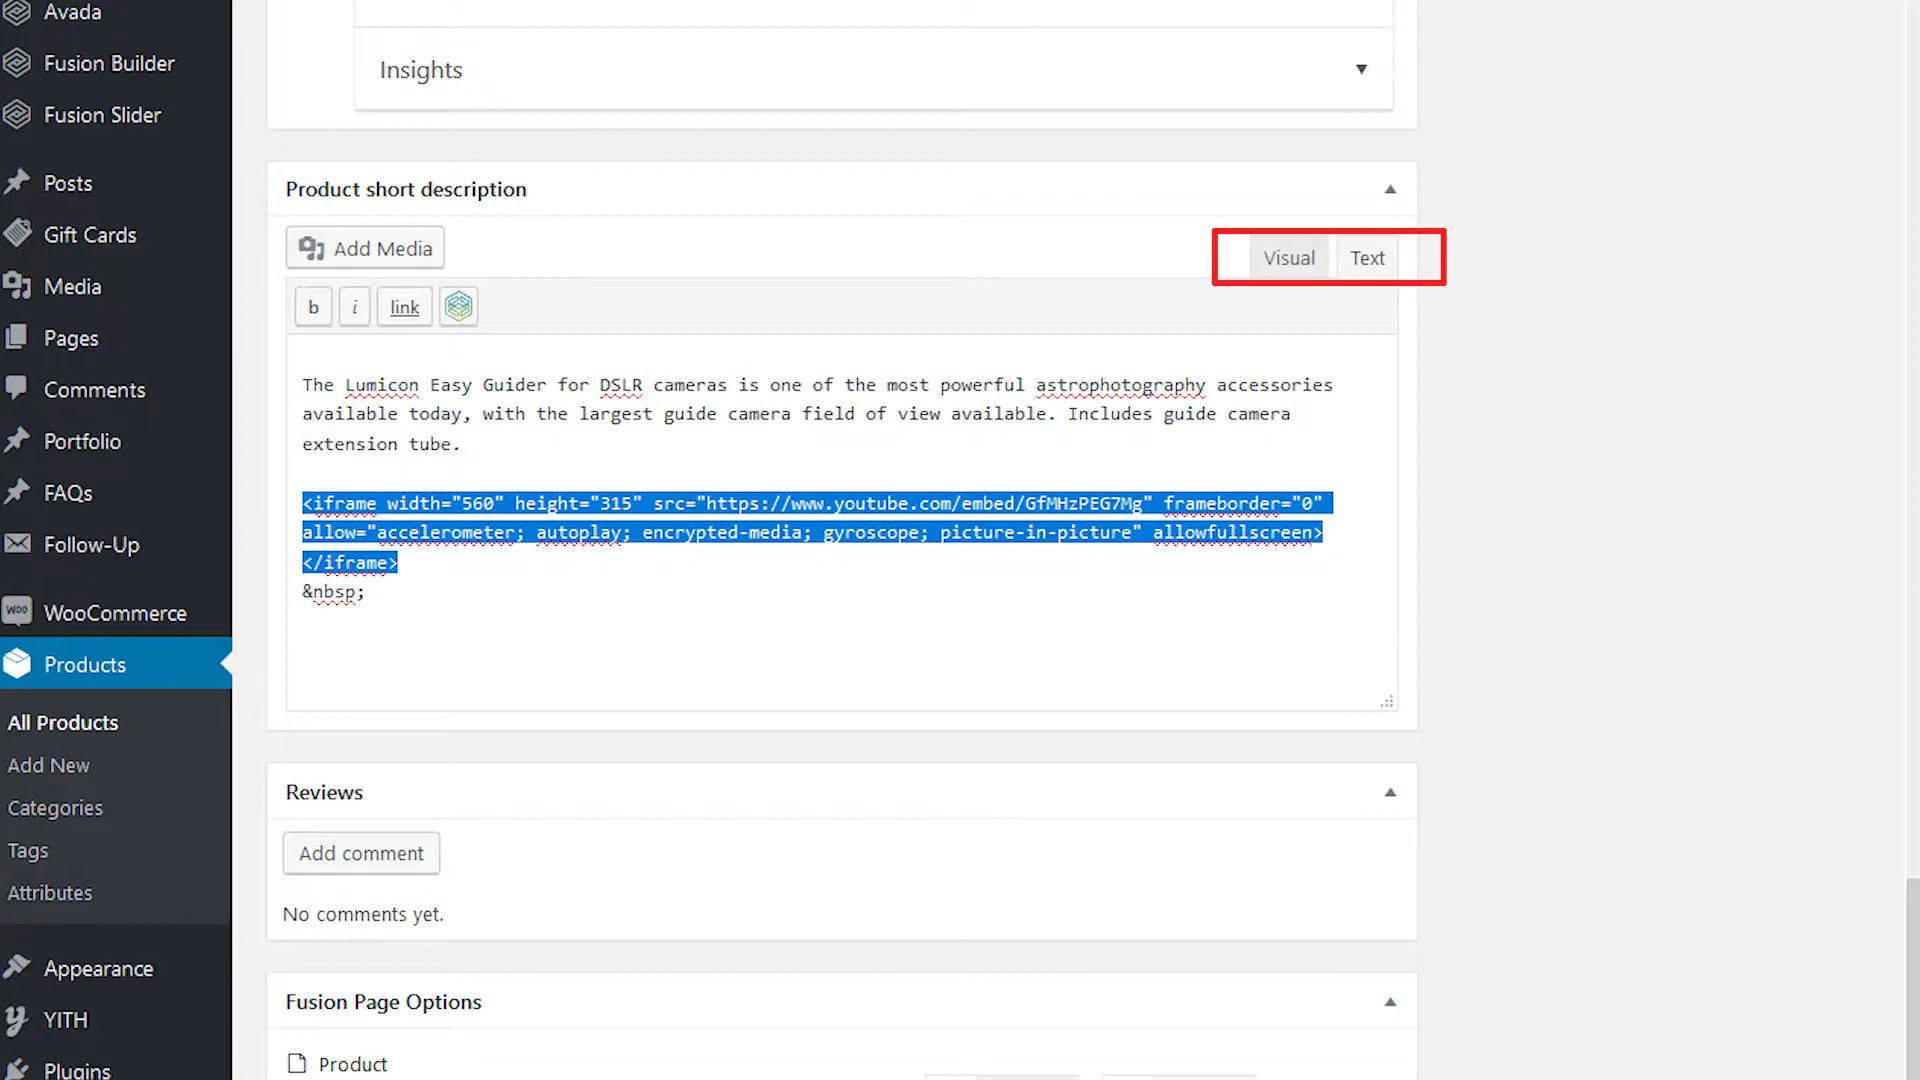 Avada
Fusion Builder
Fusion Slider
Posts
Gift Cards
Media
Pages
Comments
Portfolio
FAQs
Follow-Up
WOO WooCommerce
Products
All Products
Add New
Categories
Tags
Attributes
Appearance
YITH
Plugins
Insights
Product short description
Add Media
Visual Text
b i link
The Lumicon Easy Guider for DSLR cameras is one of the most powerful astrophotography accessories
available today, with the largest guide camera field of view available. Includes guide camera
extension tube.
<iframe width="560" height="315" src="https://www.youtube.com/embed/GfMHzPEG7Mg" frameborder="0"
allow="accelerometer; autoplay; encrypted-media; gyroscope; picture-in-picture" allowfullscreen>
</iframe>
&nbsp;
Reviews
Add comment
No comments yet.
Fusion Page Options
Product